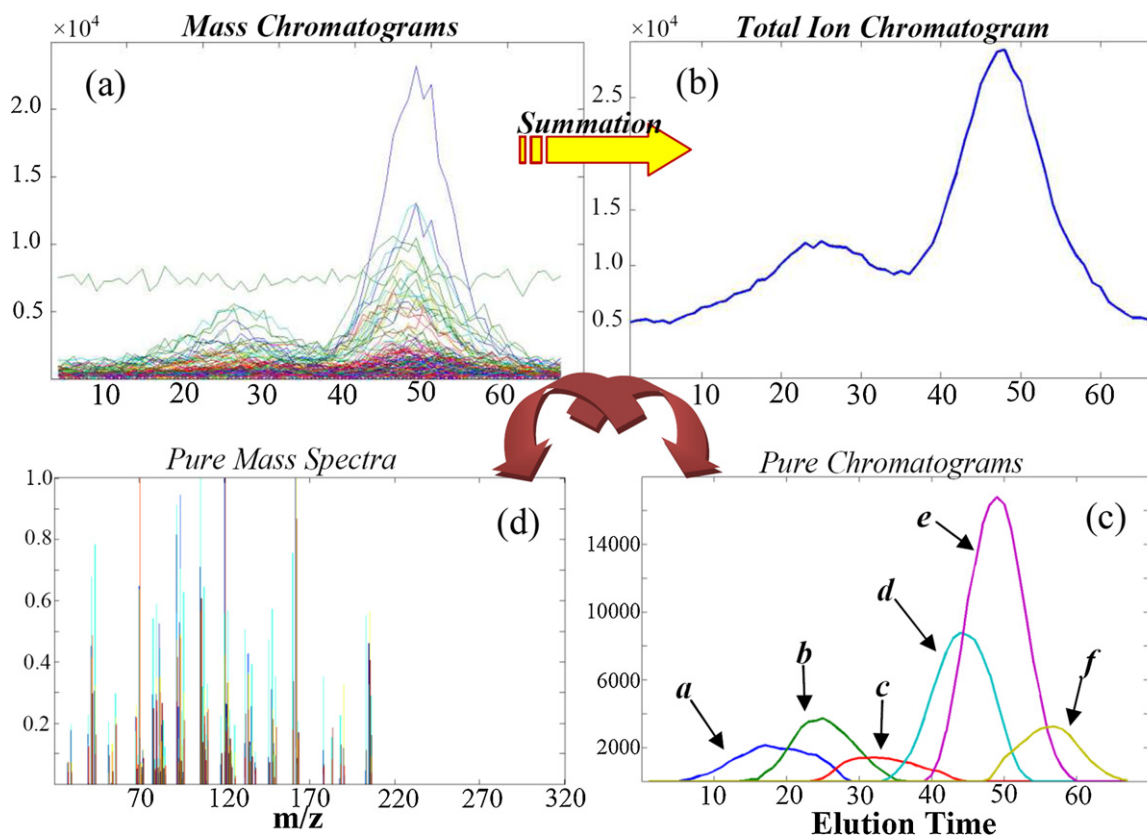 Mass Chromatograms
×10⁴
(a)
2.0
1.5
1.0
0.5
10 20 30 40 50 60
Summation
Total Ion Chromatogram
×10⁴
(b)
2.5
1.5
1.0
0.5
10 20 30 40 50 60
Pure Mass Spectra
(d)
1.0
0.8
0.6
0.4
0.2
70 120 170 220 270 320
m/z
Pure Chromatograms
(c)
14000
10000
6000
2000
a
b
c
d
e
f
10 20 30 40 50 60
Elution Time